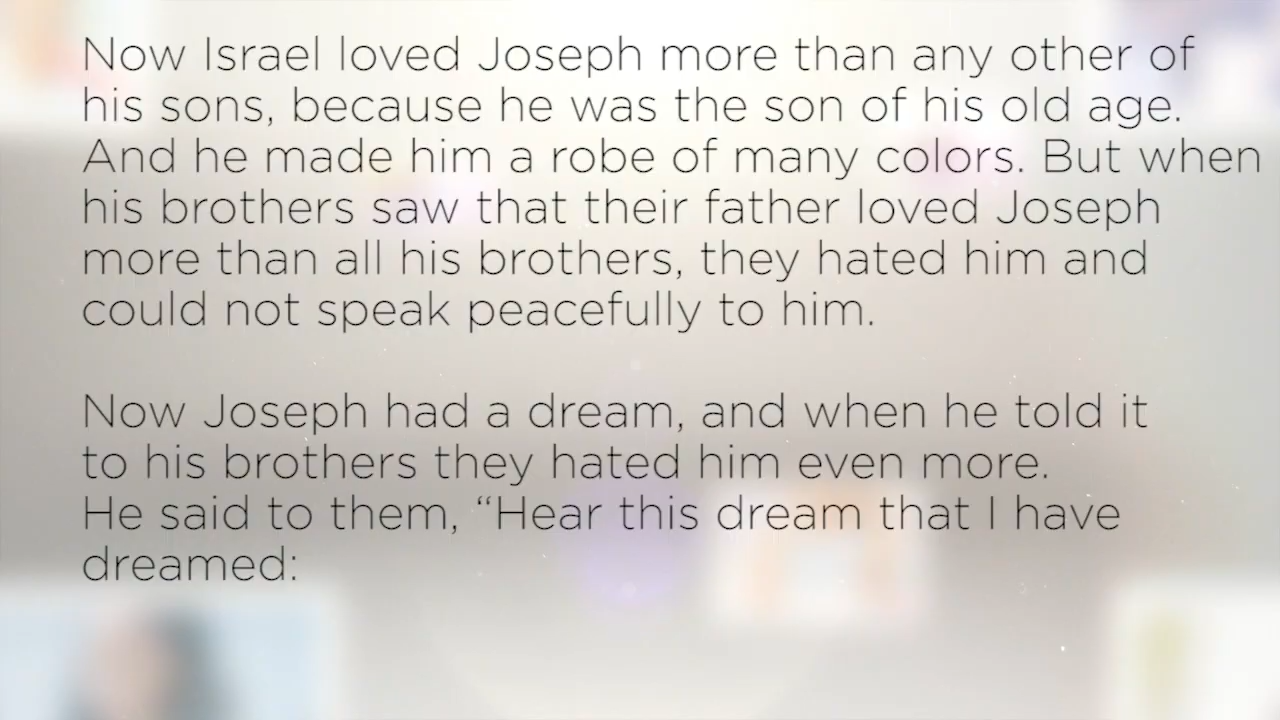 Now Israel loved Joseph more than any other of
his sons, because he was the son of his old age.
And he made him a robe of many colors. But when
his brothers saw that their father loved Joseph
more than all his brothers, they hated him and
could not speak peacefully to him.
Now Joseph had a dream, and when he told it
to his brothers they hated him even more.
He said to them, “Hear this dream that I have
dreamed: